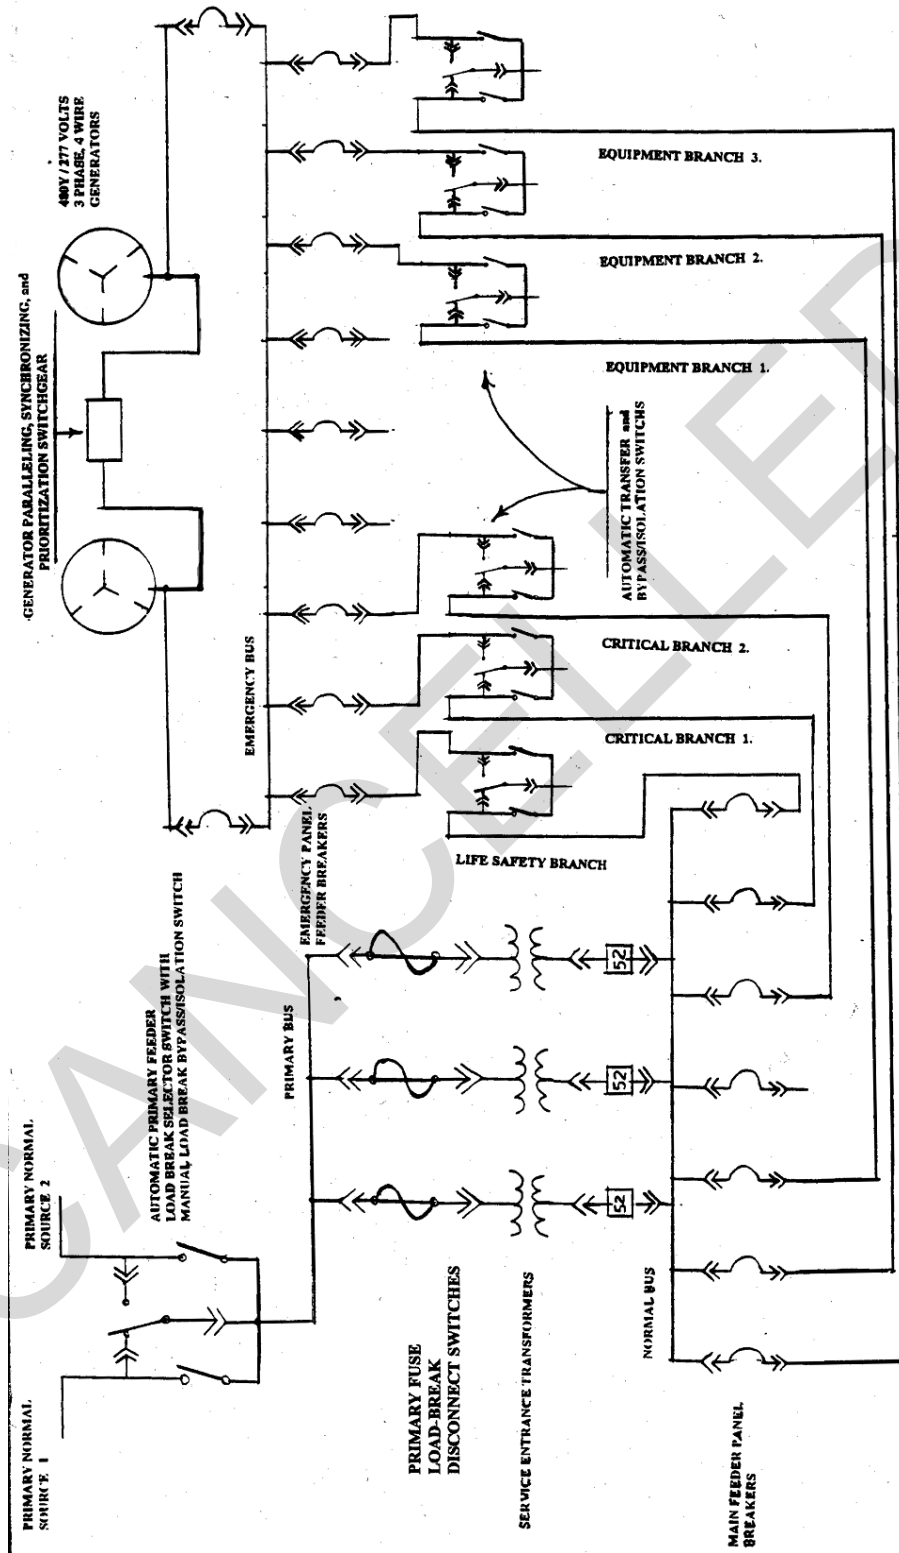 PRIMARY NORMAL
SOURCE 1
PRIMARY NORMAL
SOURCE 2
AUTOMATIC PRIMARY FEEDER
LOAD BREAK SELECTOR SWITCH WITH
MANUAL LOAD BREAK BYPASS/ISOLATION SWITCH
GENERATOR PARALLELING, SYNCHRONIZING, and
PRIORITIZATION SWITCHGEAR
480Y / 277 VOLTS
3 PHASE, 4 WIRE
GENERATORS
EMERGENCY BUS
EMERGENCY PANEL
FEEDER BREAKERS
PRIMARY BUS
PRIMARY FUSE
LOAD-BREAK
DISCONNECT SWITCHES
SERVICE ENTRANCE TRANSFORMERS
52
52
52
NORMAL BUS
MAIN FEEDER PANEL
BREAKERS
LIFE SAFETY BRANCH
CRITICAL BRANCH 1.
CRITICAL BRANCH 2.
AUTOMATIC TRANSFER and
BYPASS/ISOLATION SWITCHS
EQUIPMENT BRANCH 1.
EQUIPMENT BRANCH 2.
EQUIPMENT BRANCH 3.
CANCELLED